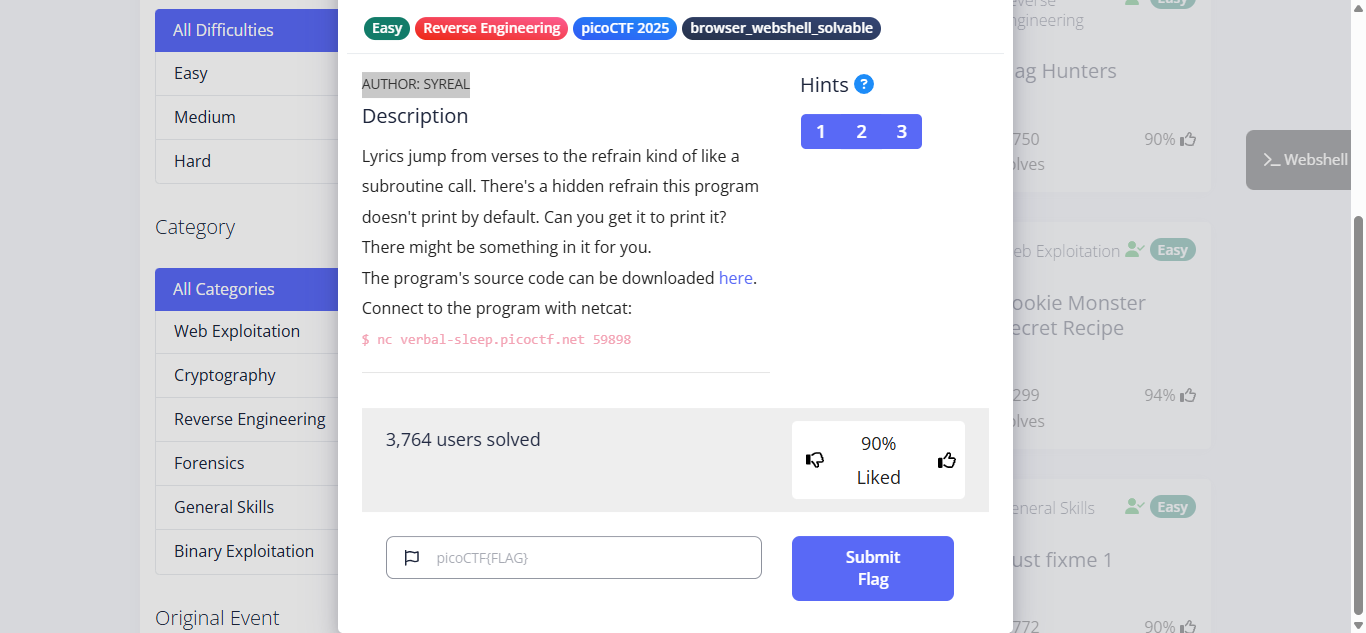 All Difficulties
Easy
Medium
Hard
Category
All Categories
Web Exploitation
Cryptography
Reverse Engineering
Forensics
General Skills
Binary Exploitation
Original Event
Easy Reverse Engineering picoCTF 2025 browser_webshell_solvable
AUTHOR: SYREAL
Description
Lyrics jump from verses to the refrain kind of like a
subroutine call. There's a hidden refrain this program
doesn't print by default. Can you get it to print it?
There might be something in it for you.
The program's source code can be downloaded here.
Connect to the program with netcat:
$ nc verbal-sleep.picoctf.net 59898
Hints ?
1 2 3
3,764 users solved
90%
Liked
picoCTF{FLAG}
Submit
Flag
everse Easy
ngineering
ag Hunters
750 90%
olves
>_ Webshell
eb Exploitation Easy
ookie Monster
ecret Recipe
299 94%
olves
eneral Skills Easy
ust fixme 1
772 90%